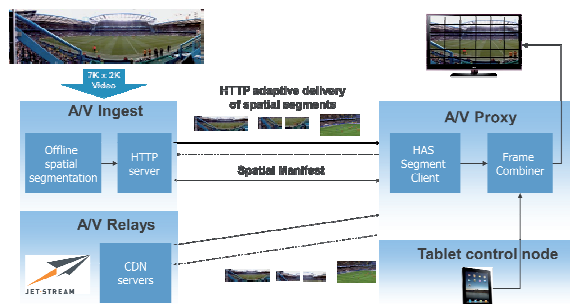 7K x 2K
Video
A/V Ingest
Offline
spatial
segmentation
HTTP
server
HTTP adaptive delivery
of spatial segments
Spatial Manifest
A/V Proxy
HAS
Segment
Client
Frame
Combiner
A/V Relays
JET-STREAM
CDN
servers
Tablet control node